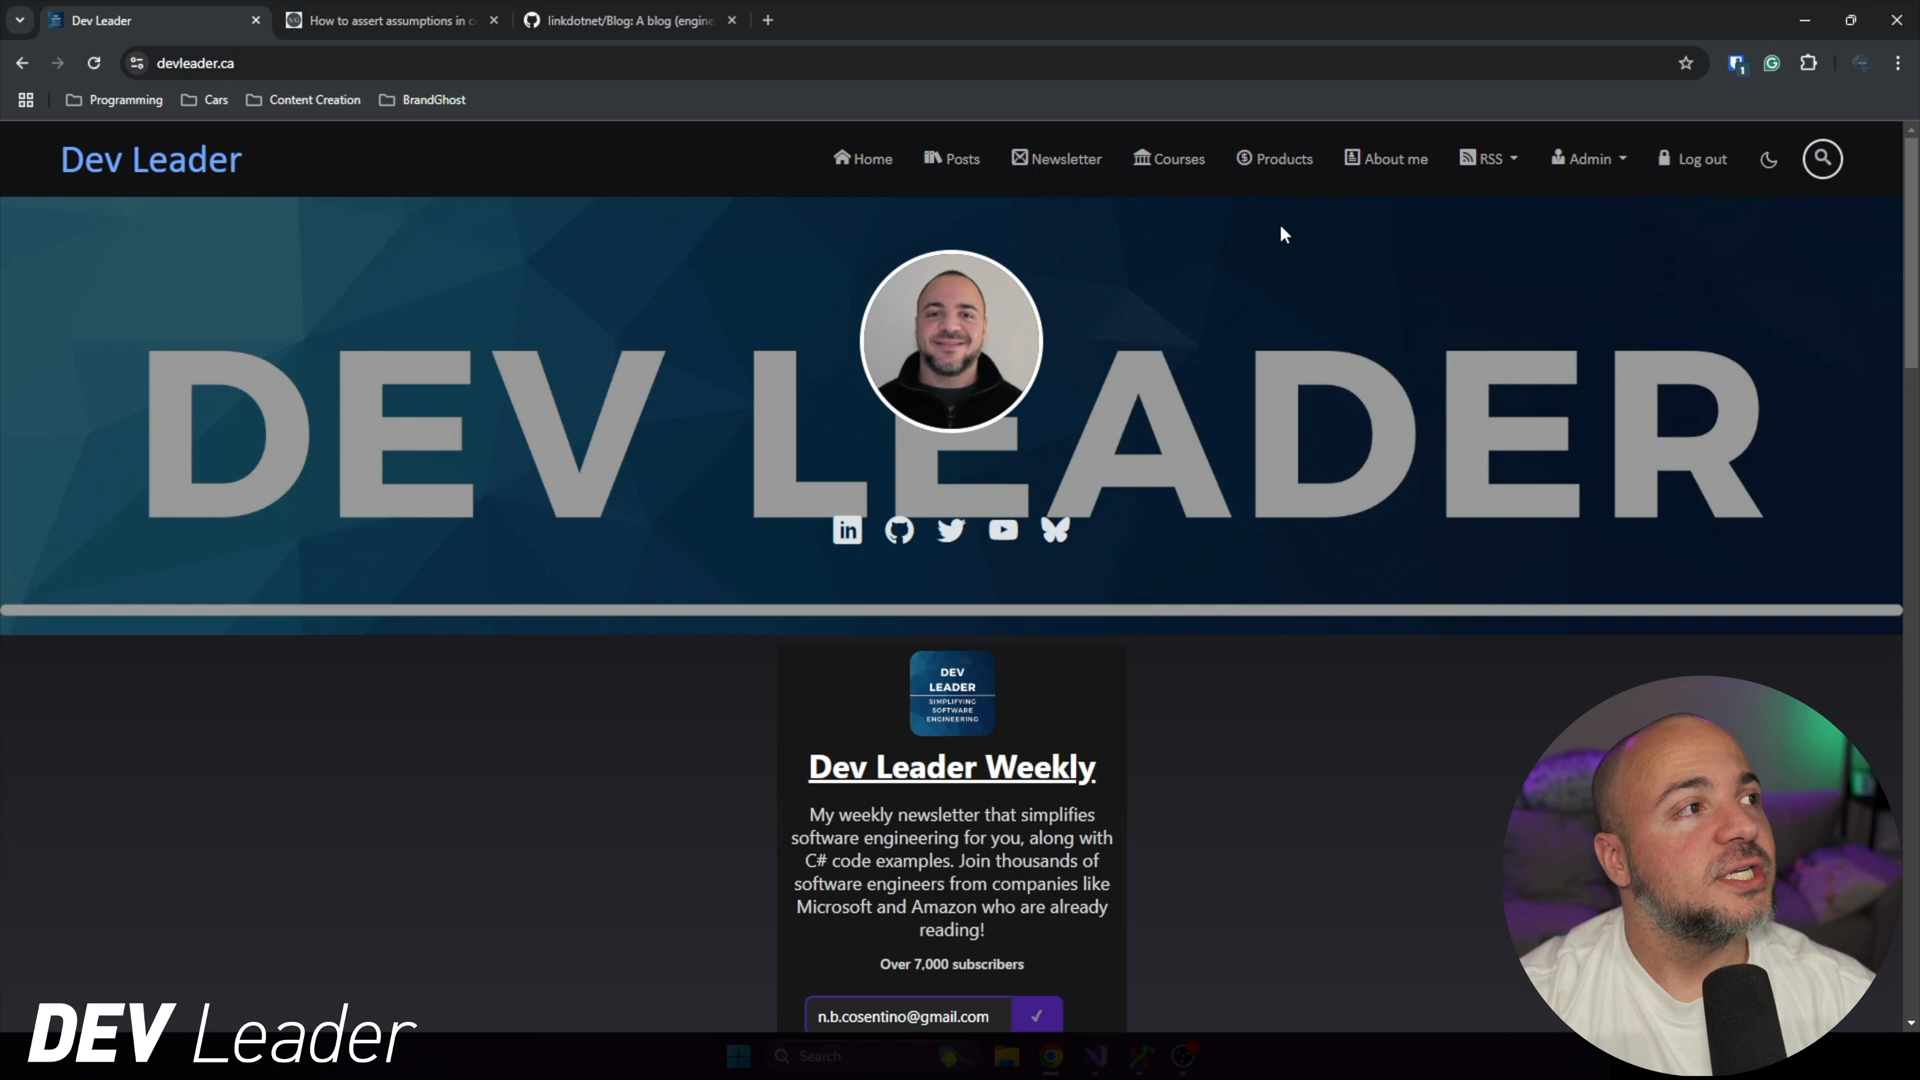 Dev Leader
How to assert assumptions in c
linkdotnet/Blog: A blog (engine
devleader.ca
1
Programming
Cars
Content Creation
BrandGhost
Dev Leader
Home
Posts
Newsletter
Courses
Products
About me
RSS
Admin
Log out
DEV LEADER
in
DEV
LEADER
SIMPLIFYING
SOFTWARE
ENGINEERING
Dev Leader Weekly
My weekly newsletter that simplifies
software engineering for you, along with
C# code examples. Join thousands of
software engineers from companies like
Microsoft and Amazon who are already
reading!
Over 7,000 subscribers
n.b.cosentino@gmail.com
DEV Leader
Search